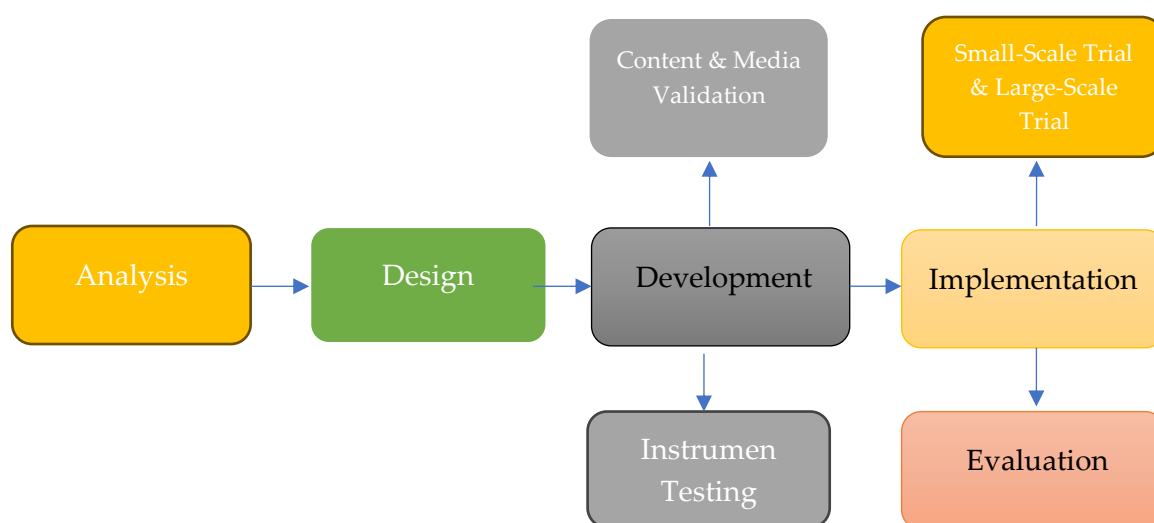 Content & Media
Validation
Small-Scale Trial
& Large-Scale
Trial
Analysis
Design
Development
Implementation
Instrumen
Testing
Evaluation